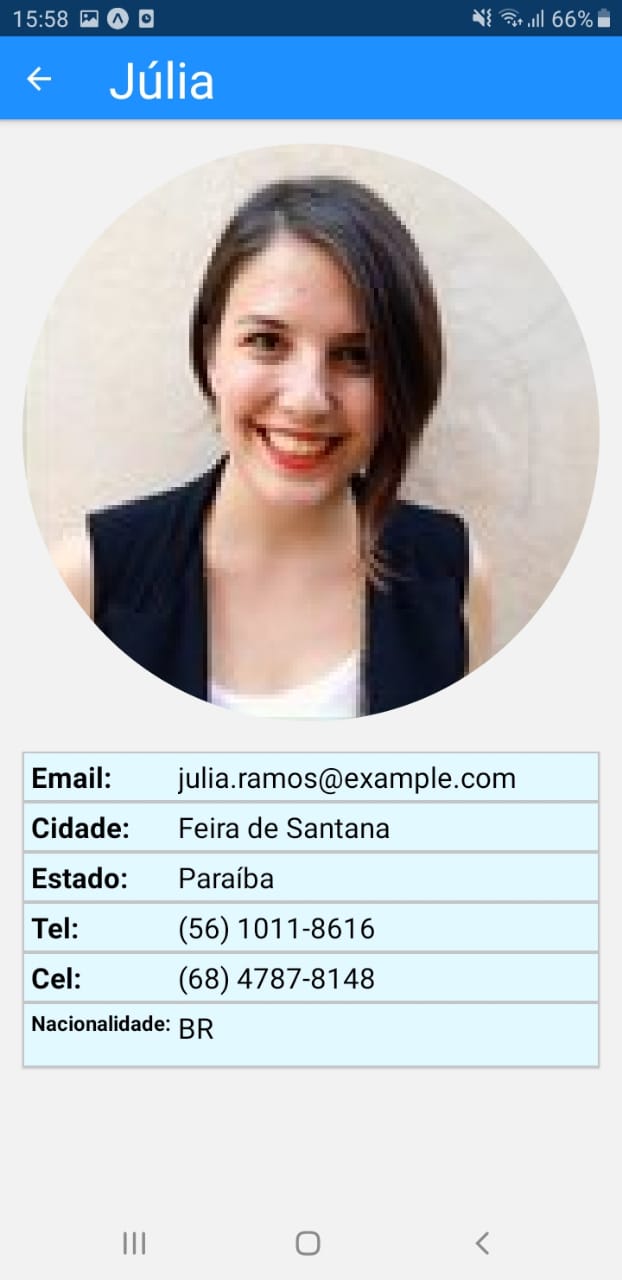 15:58 66%
Júlia
Email: julia.ramos@example.com
Cidade: Feira de Santana
Estado: Paraíba
Tel: (56) 1011-8616
Cel: (68) 4787-8148
Nacionalidade: BR